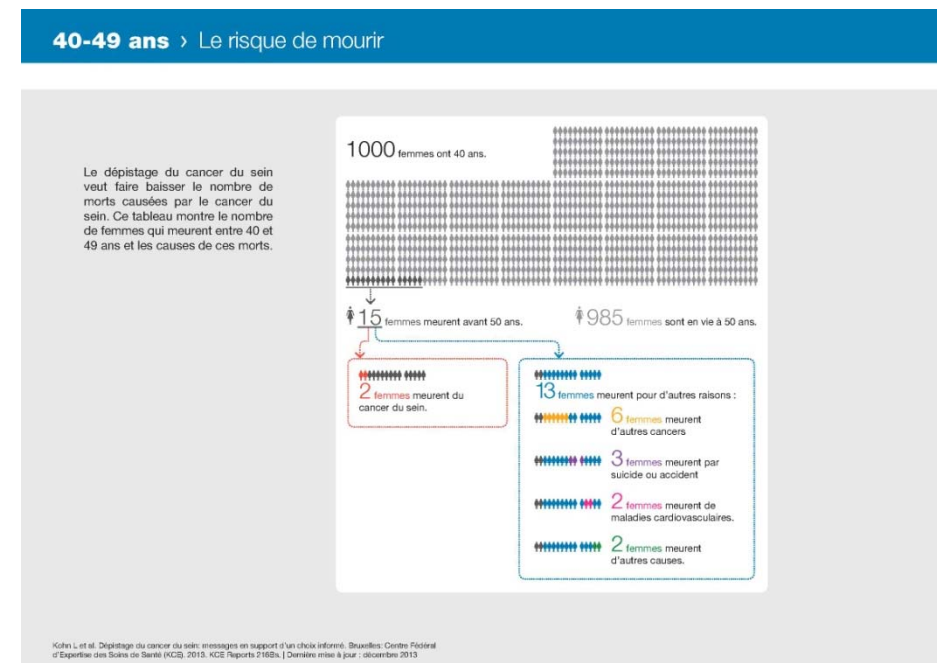 40-49 ans › Le risque de mourir
Le dépistage du cancer du sein
veut faire baisser le nombre de
morts causées par le cancer du
sein. Ce tableau montre le nombre
de femmes qui meurent entre 40 et
49 ans et les causes de ces morts.
1000 femmes ont 40 ans.
15 femmes meurent avant 50 ans.
985 femmes sont en vie à 50 ans.
2 femmes meurent du
cancer du sein.
13 femmes meurent pour d'autres raisons :
6 femmes meurent
d'autres cancers
3 femmes meurent par
suicide ou accident
2 femmes meurent de
maladies cardiovasculaires.
2 femmes meurent
d'autres causes.
Kohn L et al. Dépistage du cancer du sein: messages en support d'un choix informé. Bruxelles: Centre Fédéral
d'Expertise des Soins de Santé (KCE). 2013. KCE Reports 216Bs. | Dernière mise à jour : décembre 2013